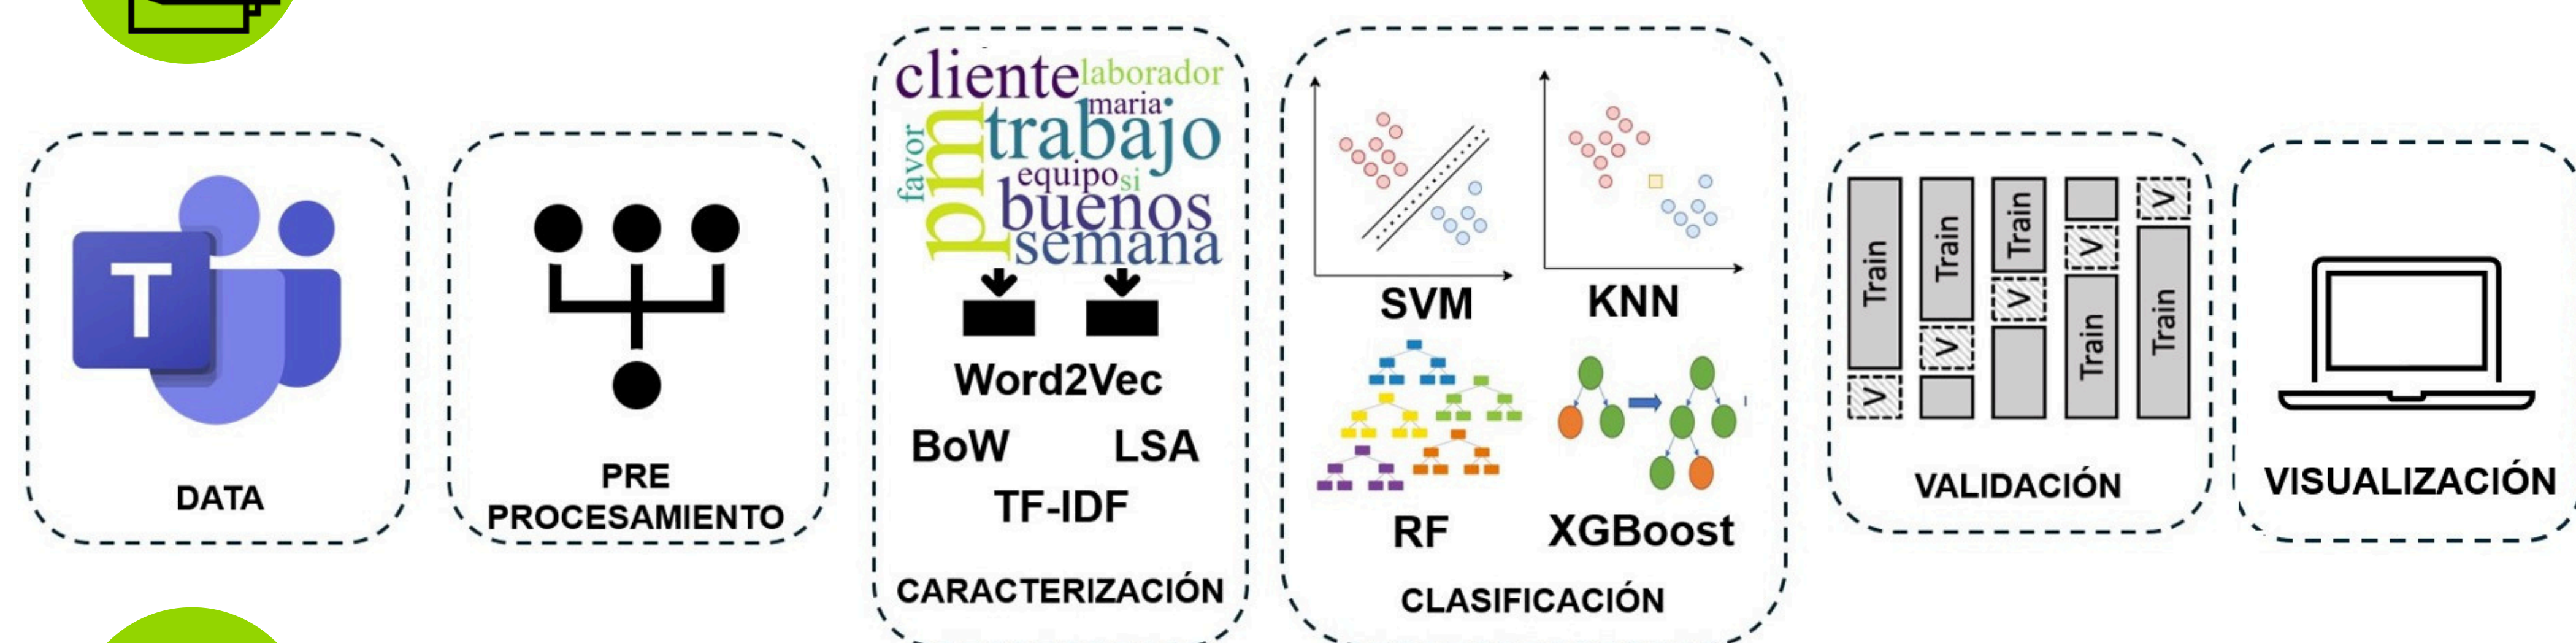 T
DATA
PRE
PROCESAMIENTO
cliente
laborador
maria
trabajo
favor
pm
equipo
si
buenos
semana
Word2Vec
BoW LSA
TF-IDF
CARACTERIZACIÓN
SVM
KNN
RF
XGBoost
CLASIFICACIÓN
Train
V
Train
V
Train
V
V
Train
V
Train
VALIDACIÓN
VISUALIZACIÓN